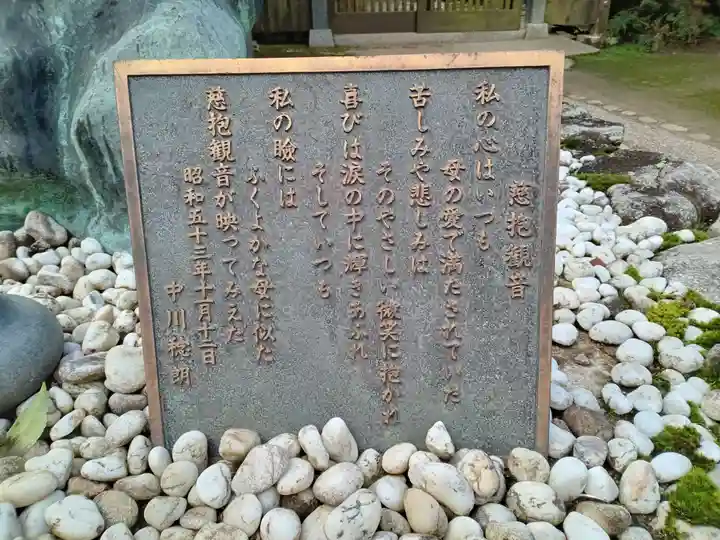 慈抱観音
私の心はいつも
母の愛で満たされていた
苦しみや悲しみは
そのやさしい微笑に抱かれ
喜びは涙の中に輝きあふれ
そしていつも
私の瞼には
ふくよかな母に似た
慈抱観音が映ってみえた
昭和五十三年十一月十二日
中川 朗